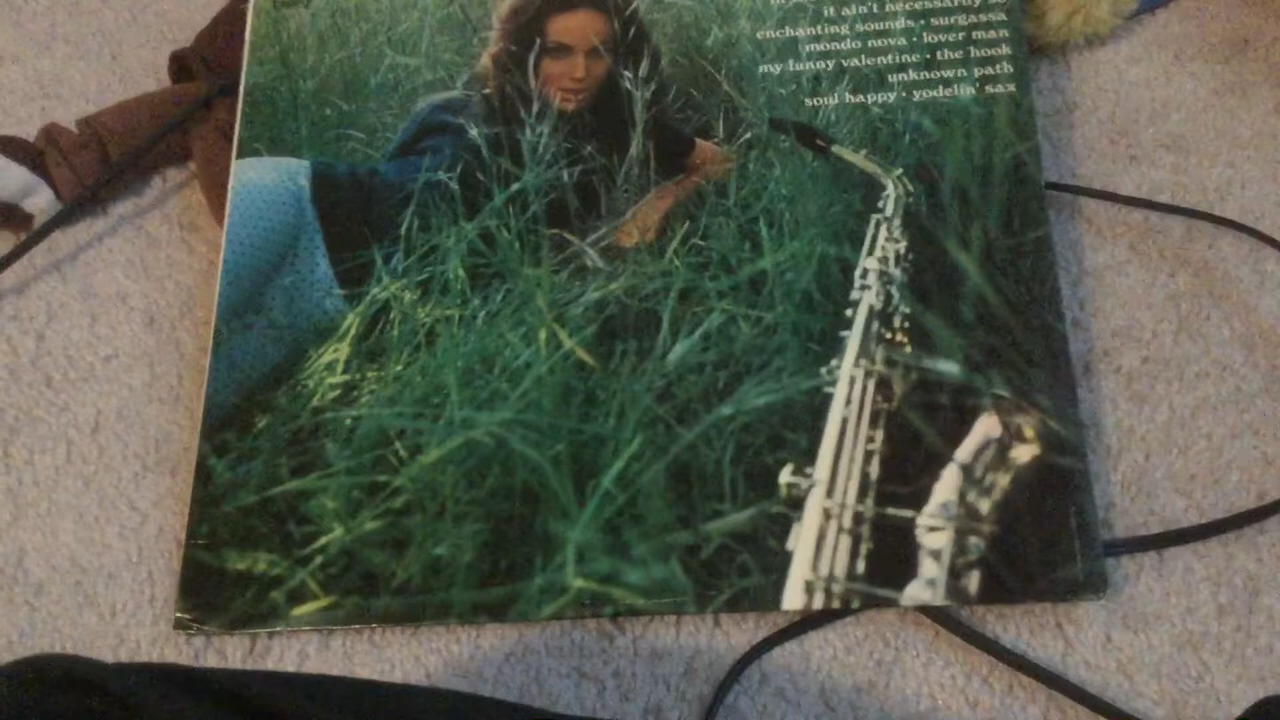 it ain't necessarily so
enchanting sounds • surgassa
mondo nova • lover man
my funny valentine • the hook
unknown path
soul happy • yodelin' sax